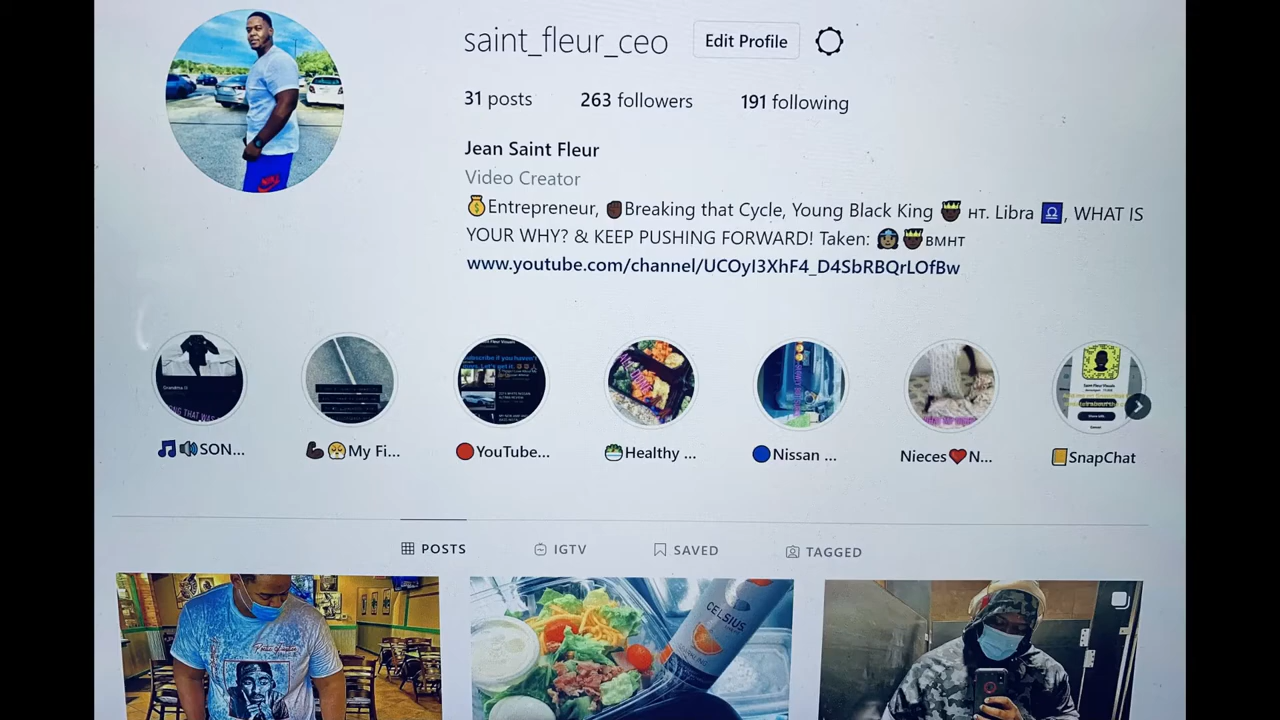 saint_fleur_ceo Edit Profile
31 posts 263 followers 191 following
Jean Saint Fleur
Video Creator
💰Entrepreneur, ✊🏿Breaking that Cycle, Young Black King 🤴🏿 HT. Libra ♎, WHAT IS
YOUR WHY? & KEEP PUSHING FORWARD! Taken: 👸🏽🤴🏿BMHT
www.youtube.com/channel/UCOyI3XhF4_D4SbRBQrLOfBw
🎵🔊SON... 💪🏿😤My Fi... 🔴YouTube... 🥗Healthy ... 🔵Nissan ... Nieces❤️N... 📒SnapChat
POSTS IGTV SAVED TAGGED
CELSIUS